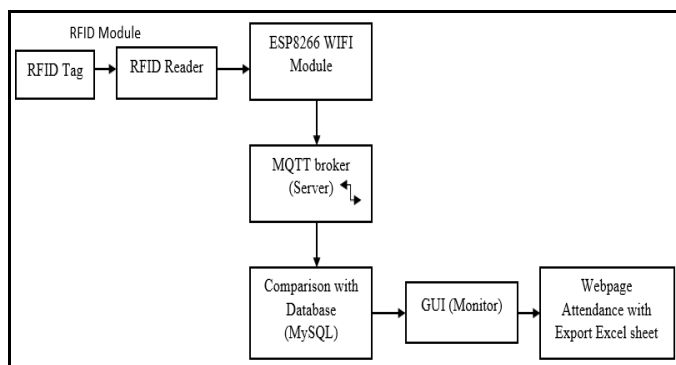 RFID Module
RFID Tag
RFID Reader
ESP8266 WIFI
Module
MQTT broker
(Server)
Comparison with
Database
(MySQL)
GUI (Monitor)
Webpage
Attendance with
Export Excel sheet